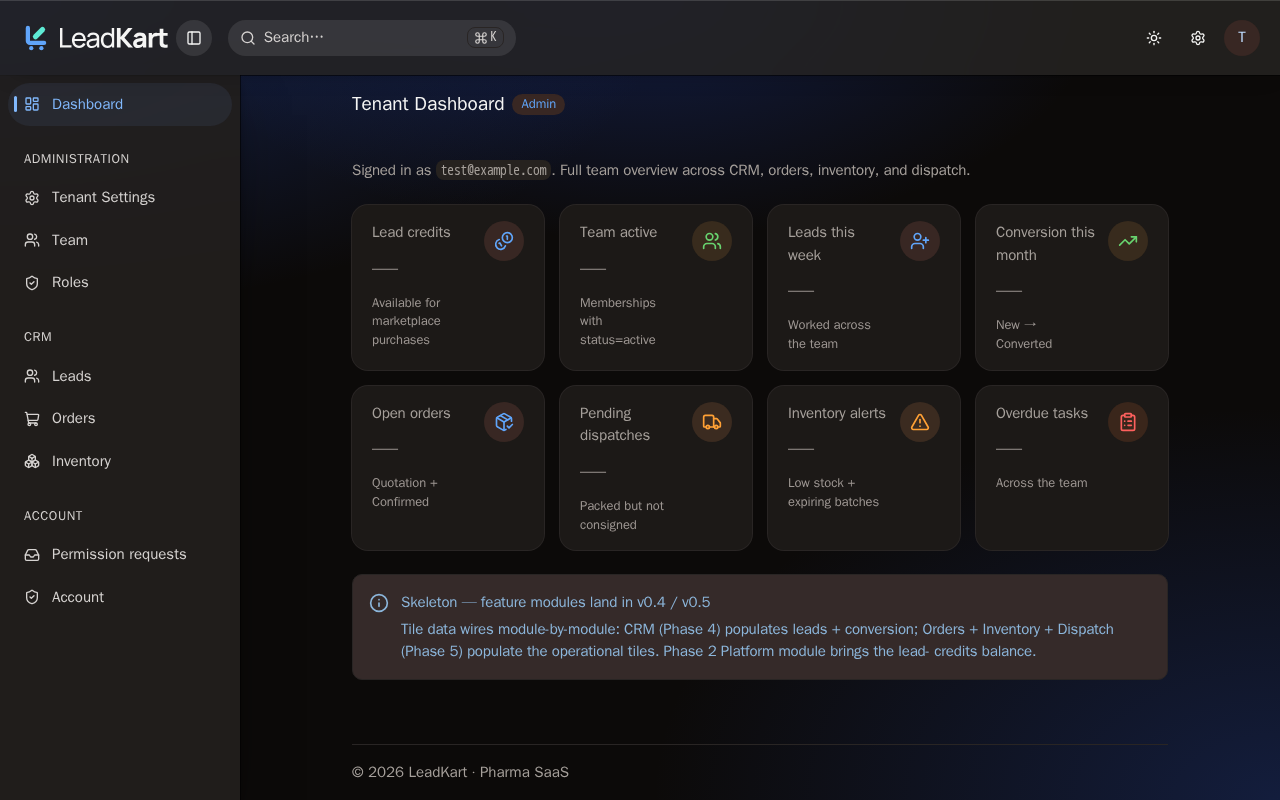 LeadKart
Search⋯
⌘K
T
Dashboard
ADMINISTRATION
Tenant Settings
Team
Roles
CRM
Leads
Orders
Inventory
ACCOUNT
Permission requests
Account
Tenant Dashboard
Admin
Signed in as test@example.com. Full team overview across CRM, orders, inventory, and dispatch.
Lead credits
—
Available for
marketplace
purchases
Team active
—
Memberships
with
status=active
Leads this
week
—
Worked across
the team
Conversion this
month
—
New →
Converted
Open orders
—
Quotation +
Confirmed
Pending
dispatches
—
Packed but not
consigned
Inventory alerts
—
Low stock +
expiring batches
Overdue tasks
—
Across the team
Skeleton — feature modules land in v0.4 / v0.5
Tile data wires module-by-module: CRM (Phase 4) populates leads + conversion; Orders + Inventory + Dispatch
(Phase 5) populate the operational tiles. Phase 2 Platform module brings the lead- credits balance.
© 2026 LeadKart · Pharma SaaS